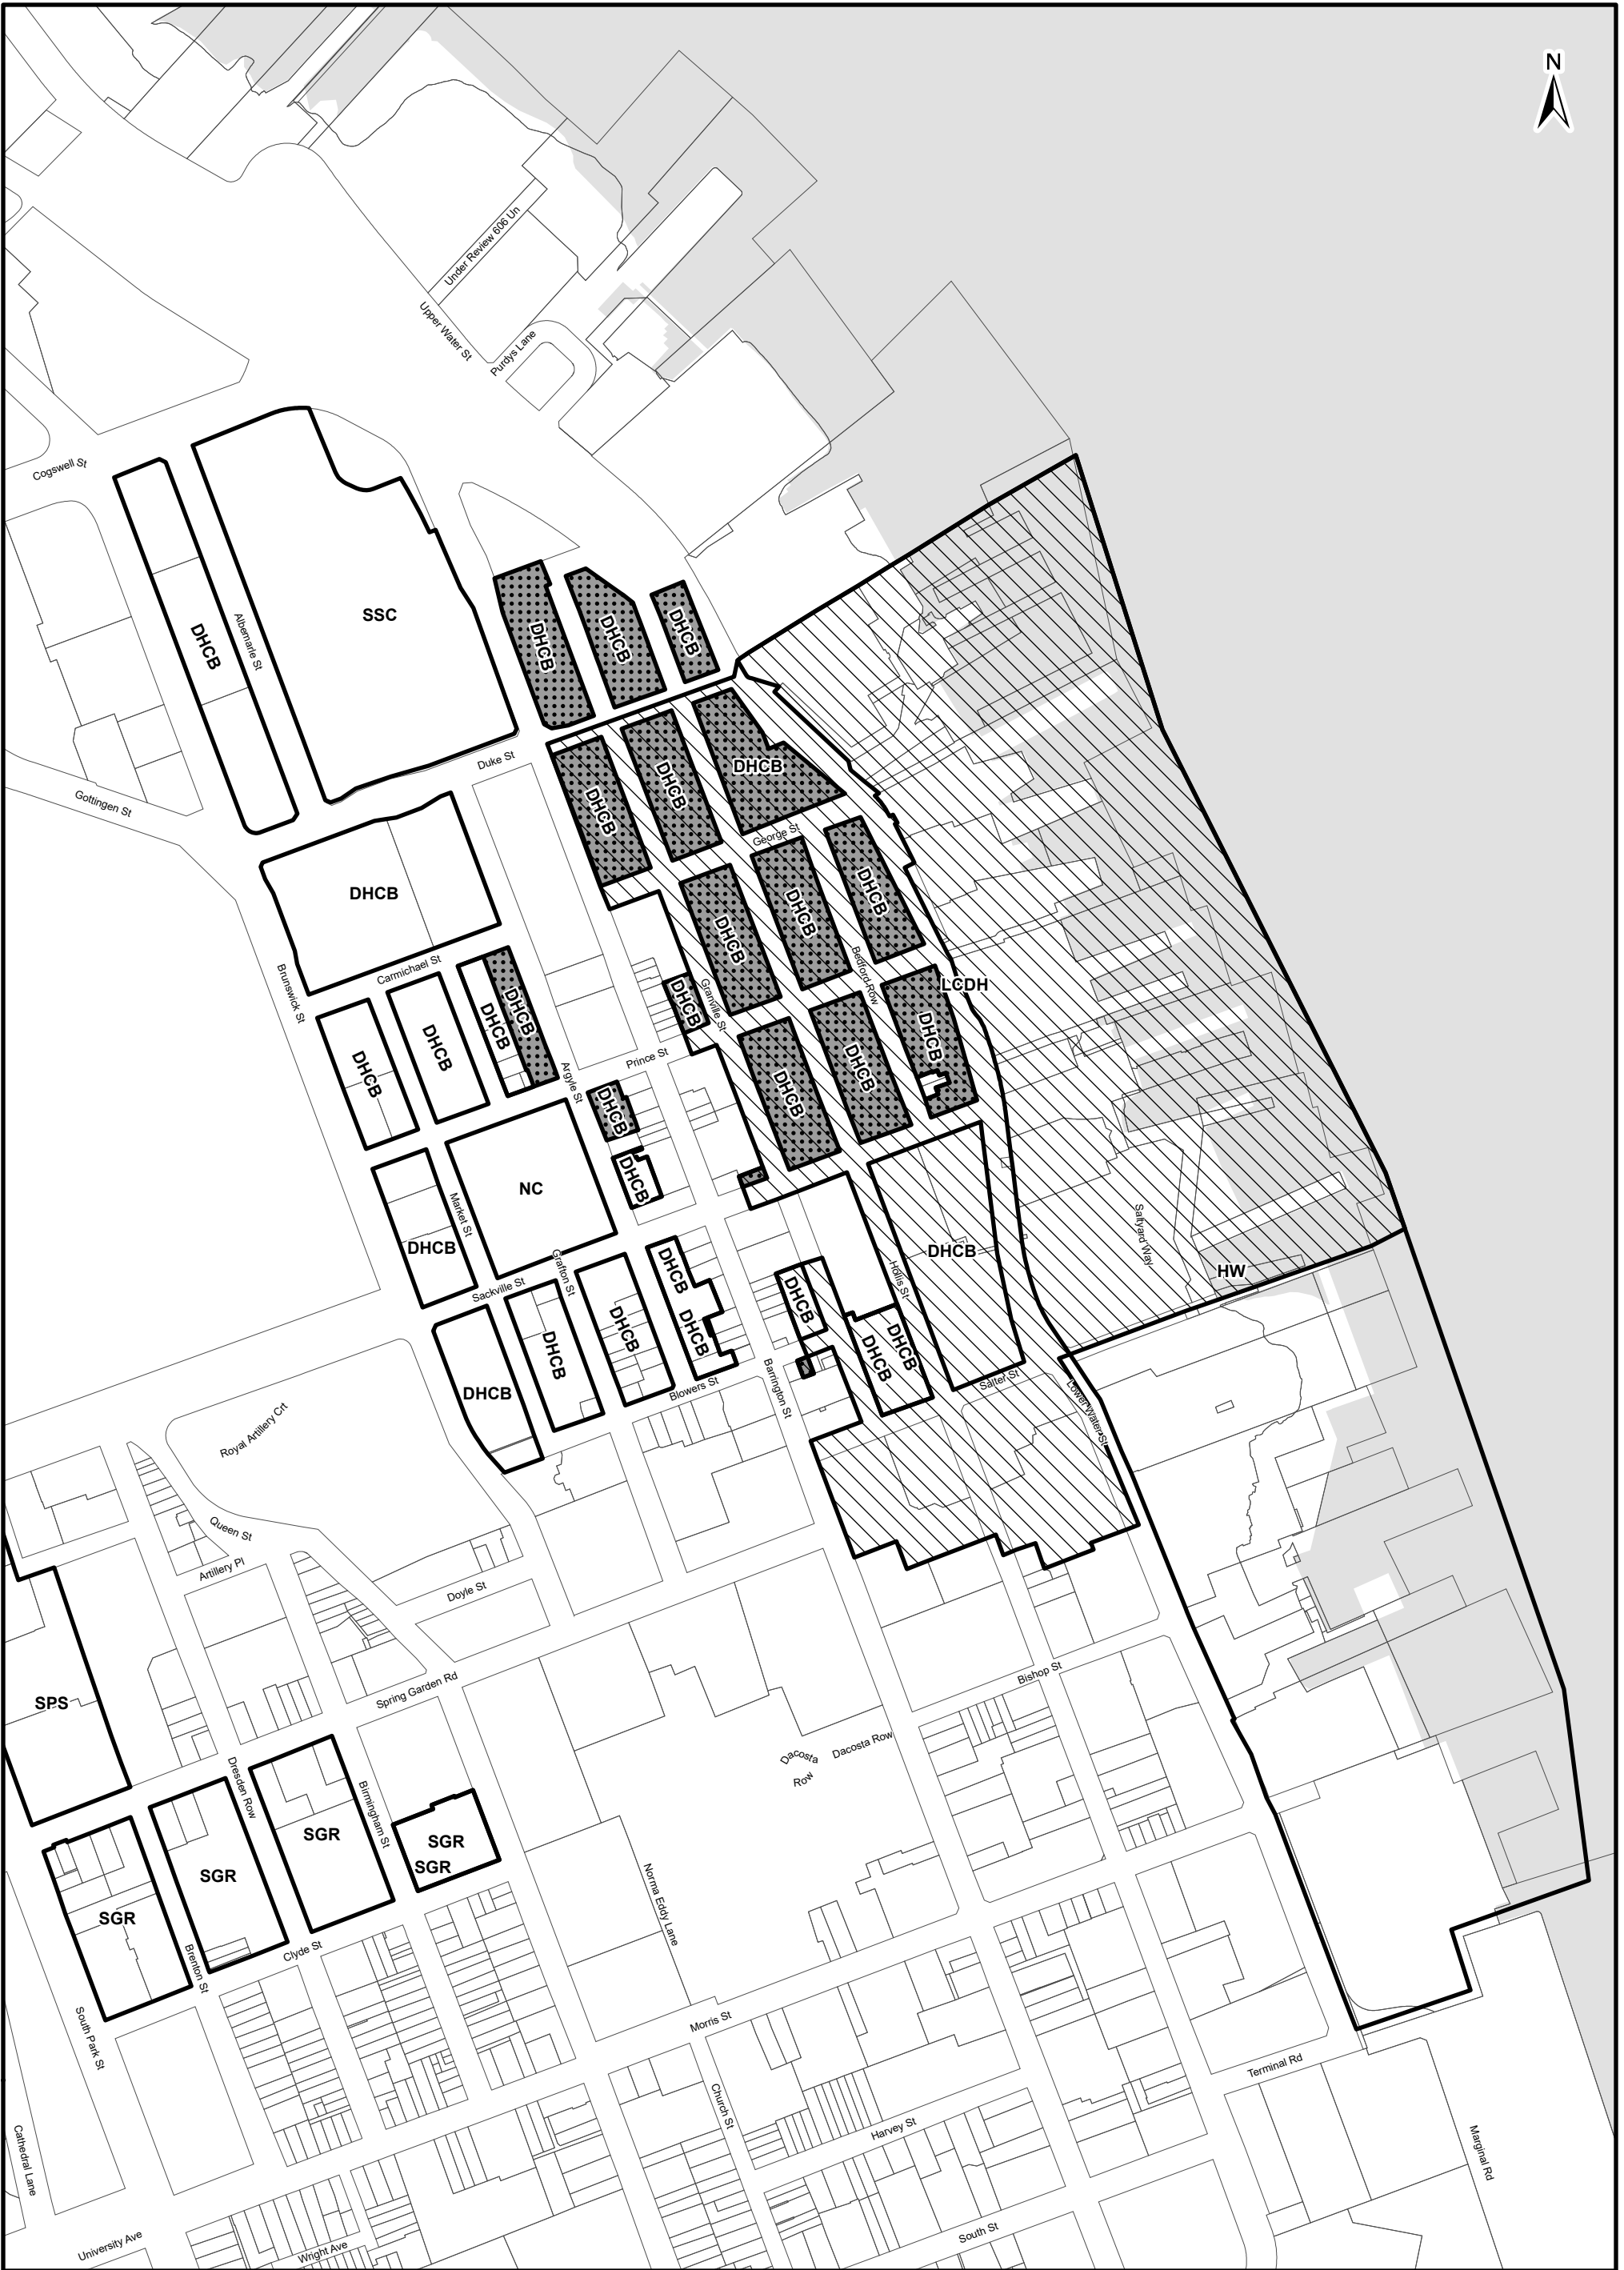 N
Under Review 606 Un
Upper Water St
Purdys Lane
Cogswell St
SSC
DHCB
Albemarle St
DHCB
DHCB
DHCB
Duke St
DHCB
DHCB
DHCB
Gottingen St
George St
DHCB
DHCB
DHCB
DHCB
Brunswick St
Carmichael St
DHCB
Granville St
Bedford Row
LCDH
DHCB
DHCB
DHCB
DHCB
DHCB
DHCB
DHCB
DHCB
Argyle St
Prince St
DHCB
DHCB
NC
Market St
DHCB
Grafton St
Sackville St
Saltyard Way
HW
DHCB
Hollis St
DHCB
DHCB
DHCB
DHCB
DHCB
DHCB
DHCB
DHCB
DHCB
Blowers St
Barrington St
Salter St
Lower Water St
Royal Artillery Crt
Queen St
Artillery Pl
Doyle St
SPS
Spring Garden Rd
Bishop St
Dacosta Row
Dacosta
Row
Dresden Row
Birmingham St
SGR
SGR
SGR
SGR
SGR
Norma Eddy Lane
Brenton St
Clyde St
South Park St
Morris St
Terminal Rd
Church St
Harvey St
Cathedral Lane
Marginal Rd
University Ave
Wright Ave
South St